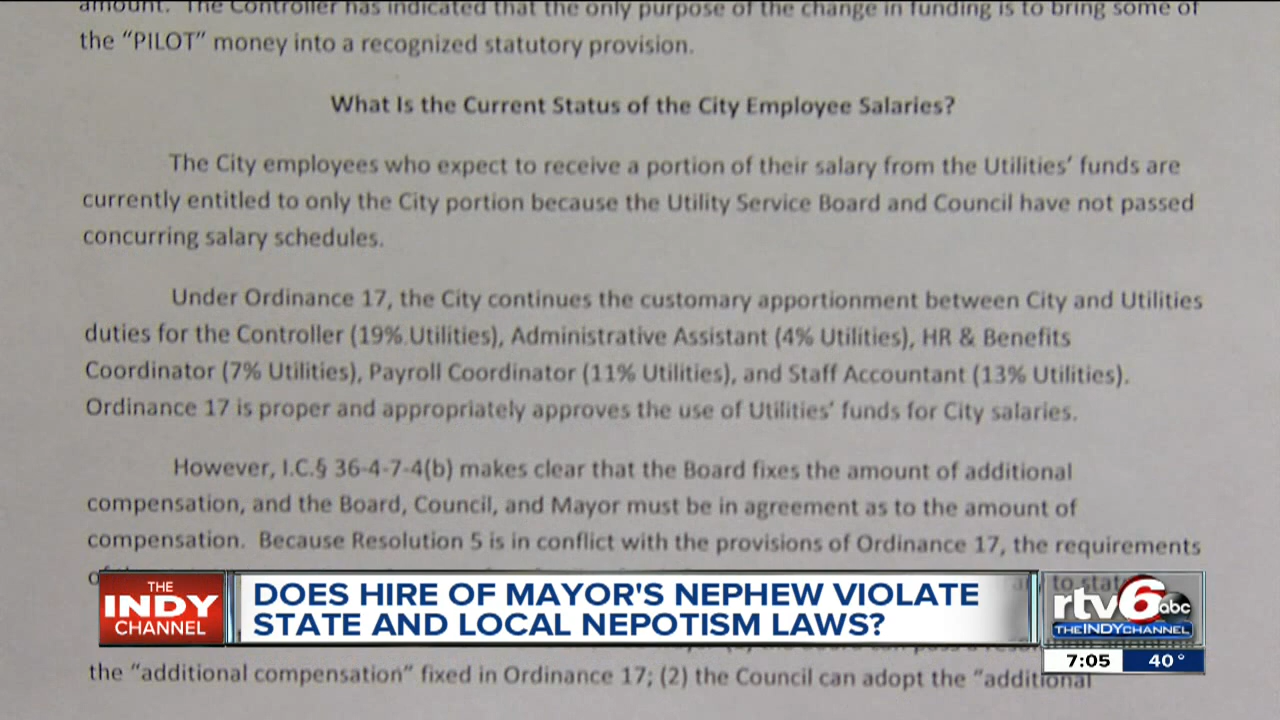 amount. The Controller has indicated that the only purpose of the change in funding is to bring some of
the “PILOT” money into a recognized statutory provision.
What Is the Current Status of the City Employee Salaries?
The City employees who expect to receive a portion of their salary from the Utilities’ funds are
currently entitled to only the City portion because the Utility Service Board and Council have not passed
concurring salary schedules.
Under Ordinance 17, the City continues the customary apportionment between City and Utilities
duties for the Controller (19% Utilities), Administrative Assistant (4% Utilities), HR & Benefits
Coordinator (7% Utilities), Payroll Coordinator (11% Utilities), and Staff Accountant (13% Utilities).
Ordinance 17 is proper and appropriately approves the use of Utilities’ funds for City salaries.
However, I.C.§ 36-4-7-4(b) makes clear that the Board fixes the amount of additional
compensation, and the Board, Council, and Mayor must be in agreement as to the amount of
compensation. Because Resolution 5 is in conflict with the provisions of Ordinance 17, the requirements
to
THE
INDY
CHANNEL
DOES HIRE OF MAYOR'S NEPHEW VIOLATE
STATE AND LOCAL NEPOTISM LAWS?
rtv6 abc
THE INDY CHANNEL
7:05 40°
the “additional compensation” fixed in Ordinance 17; (2) the Council can adopt the “additional